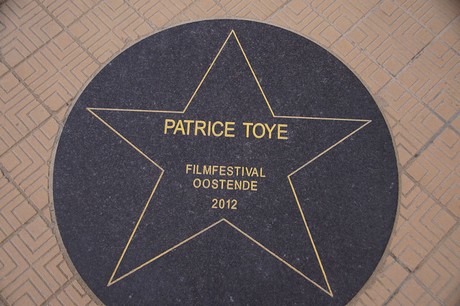 PATRICE TOYE
FILMFESTIVAL
OOSTENDE
2012